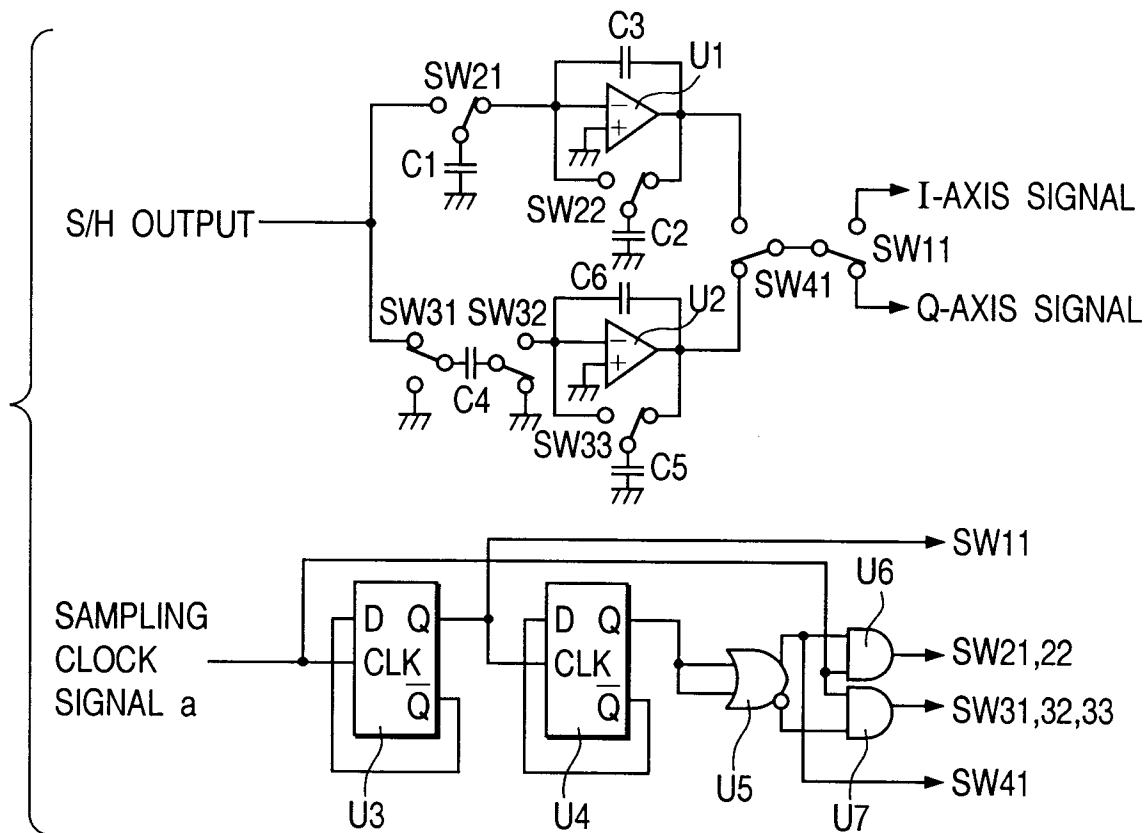 C3
U1
SW21
C1
SW22
C2
S/H OUTPUT
I-AXIS SIGNAL
SW11
SW41
Q-AXIS SIGNAL
C6
U2
SW31
SW32
C4
SW33
C5
SW11
U6
SAMPLING
CLOCK
SIGNAL a
D Q
CLK
Q
D Q
CLK
Q
SW21,22
SW31,32,33
SW41
U3
U4
U5
U7